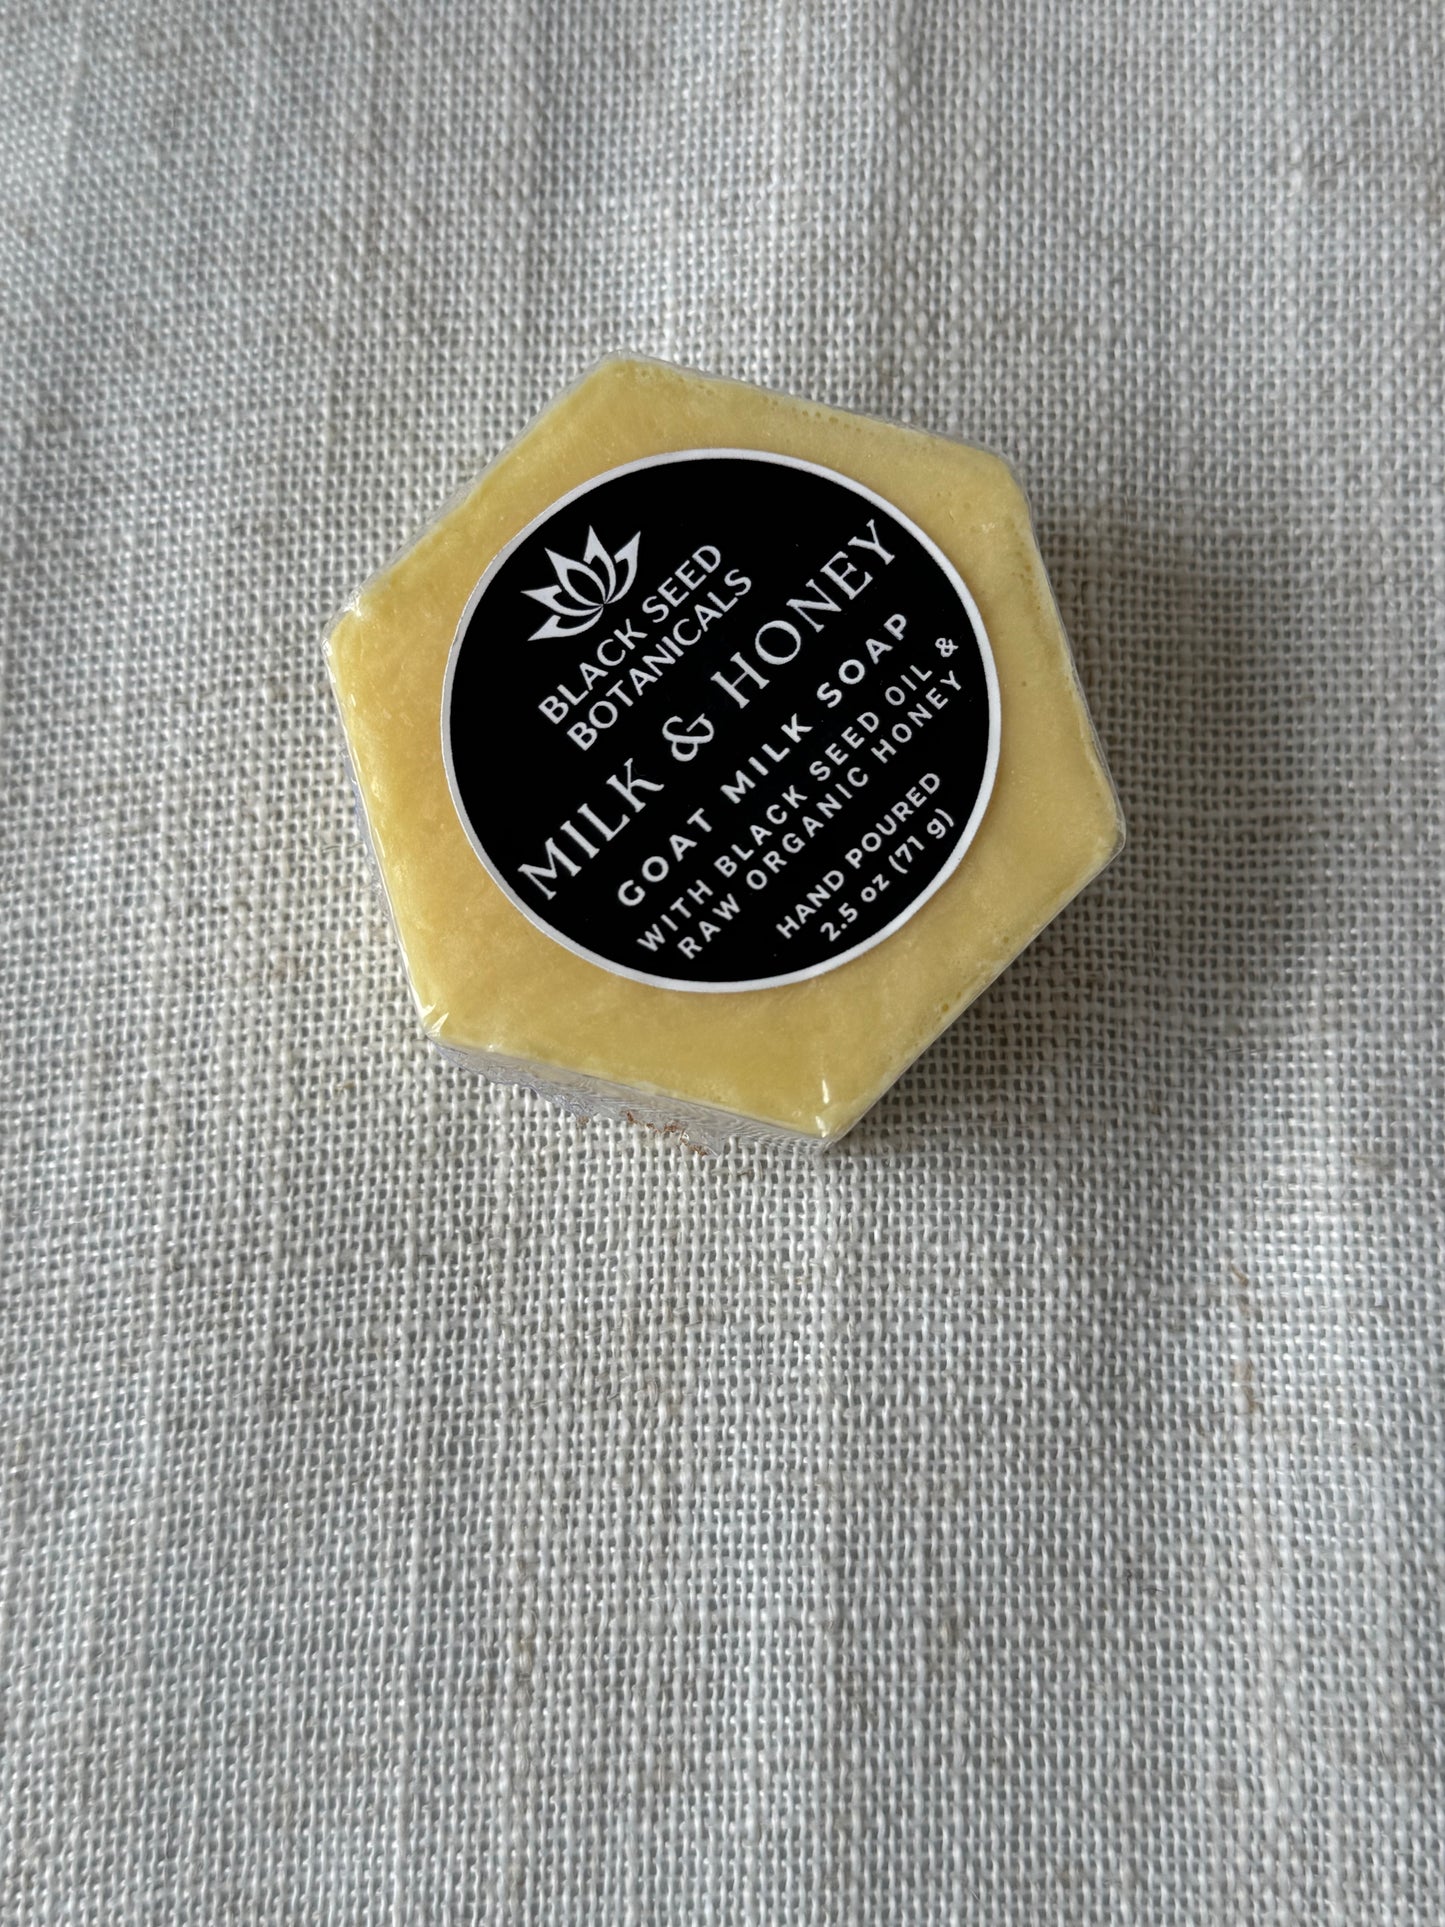 BLACK SEED
BOTANICALS
MILK & HONEY
GOAT MILK SOAP
WITH BLACK SEED OIL &
RAW ORGANIC HONEY
HAND POURED
2.5 oz (71 g)